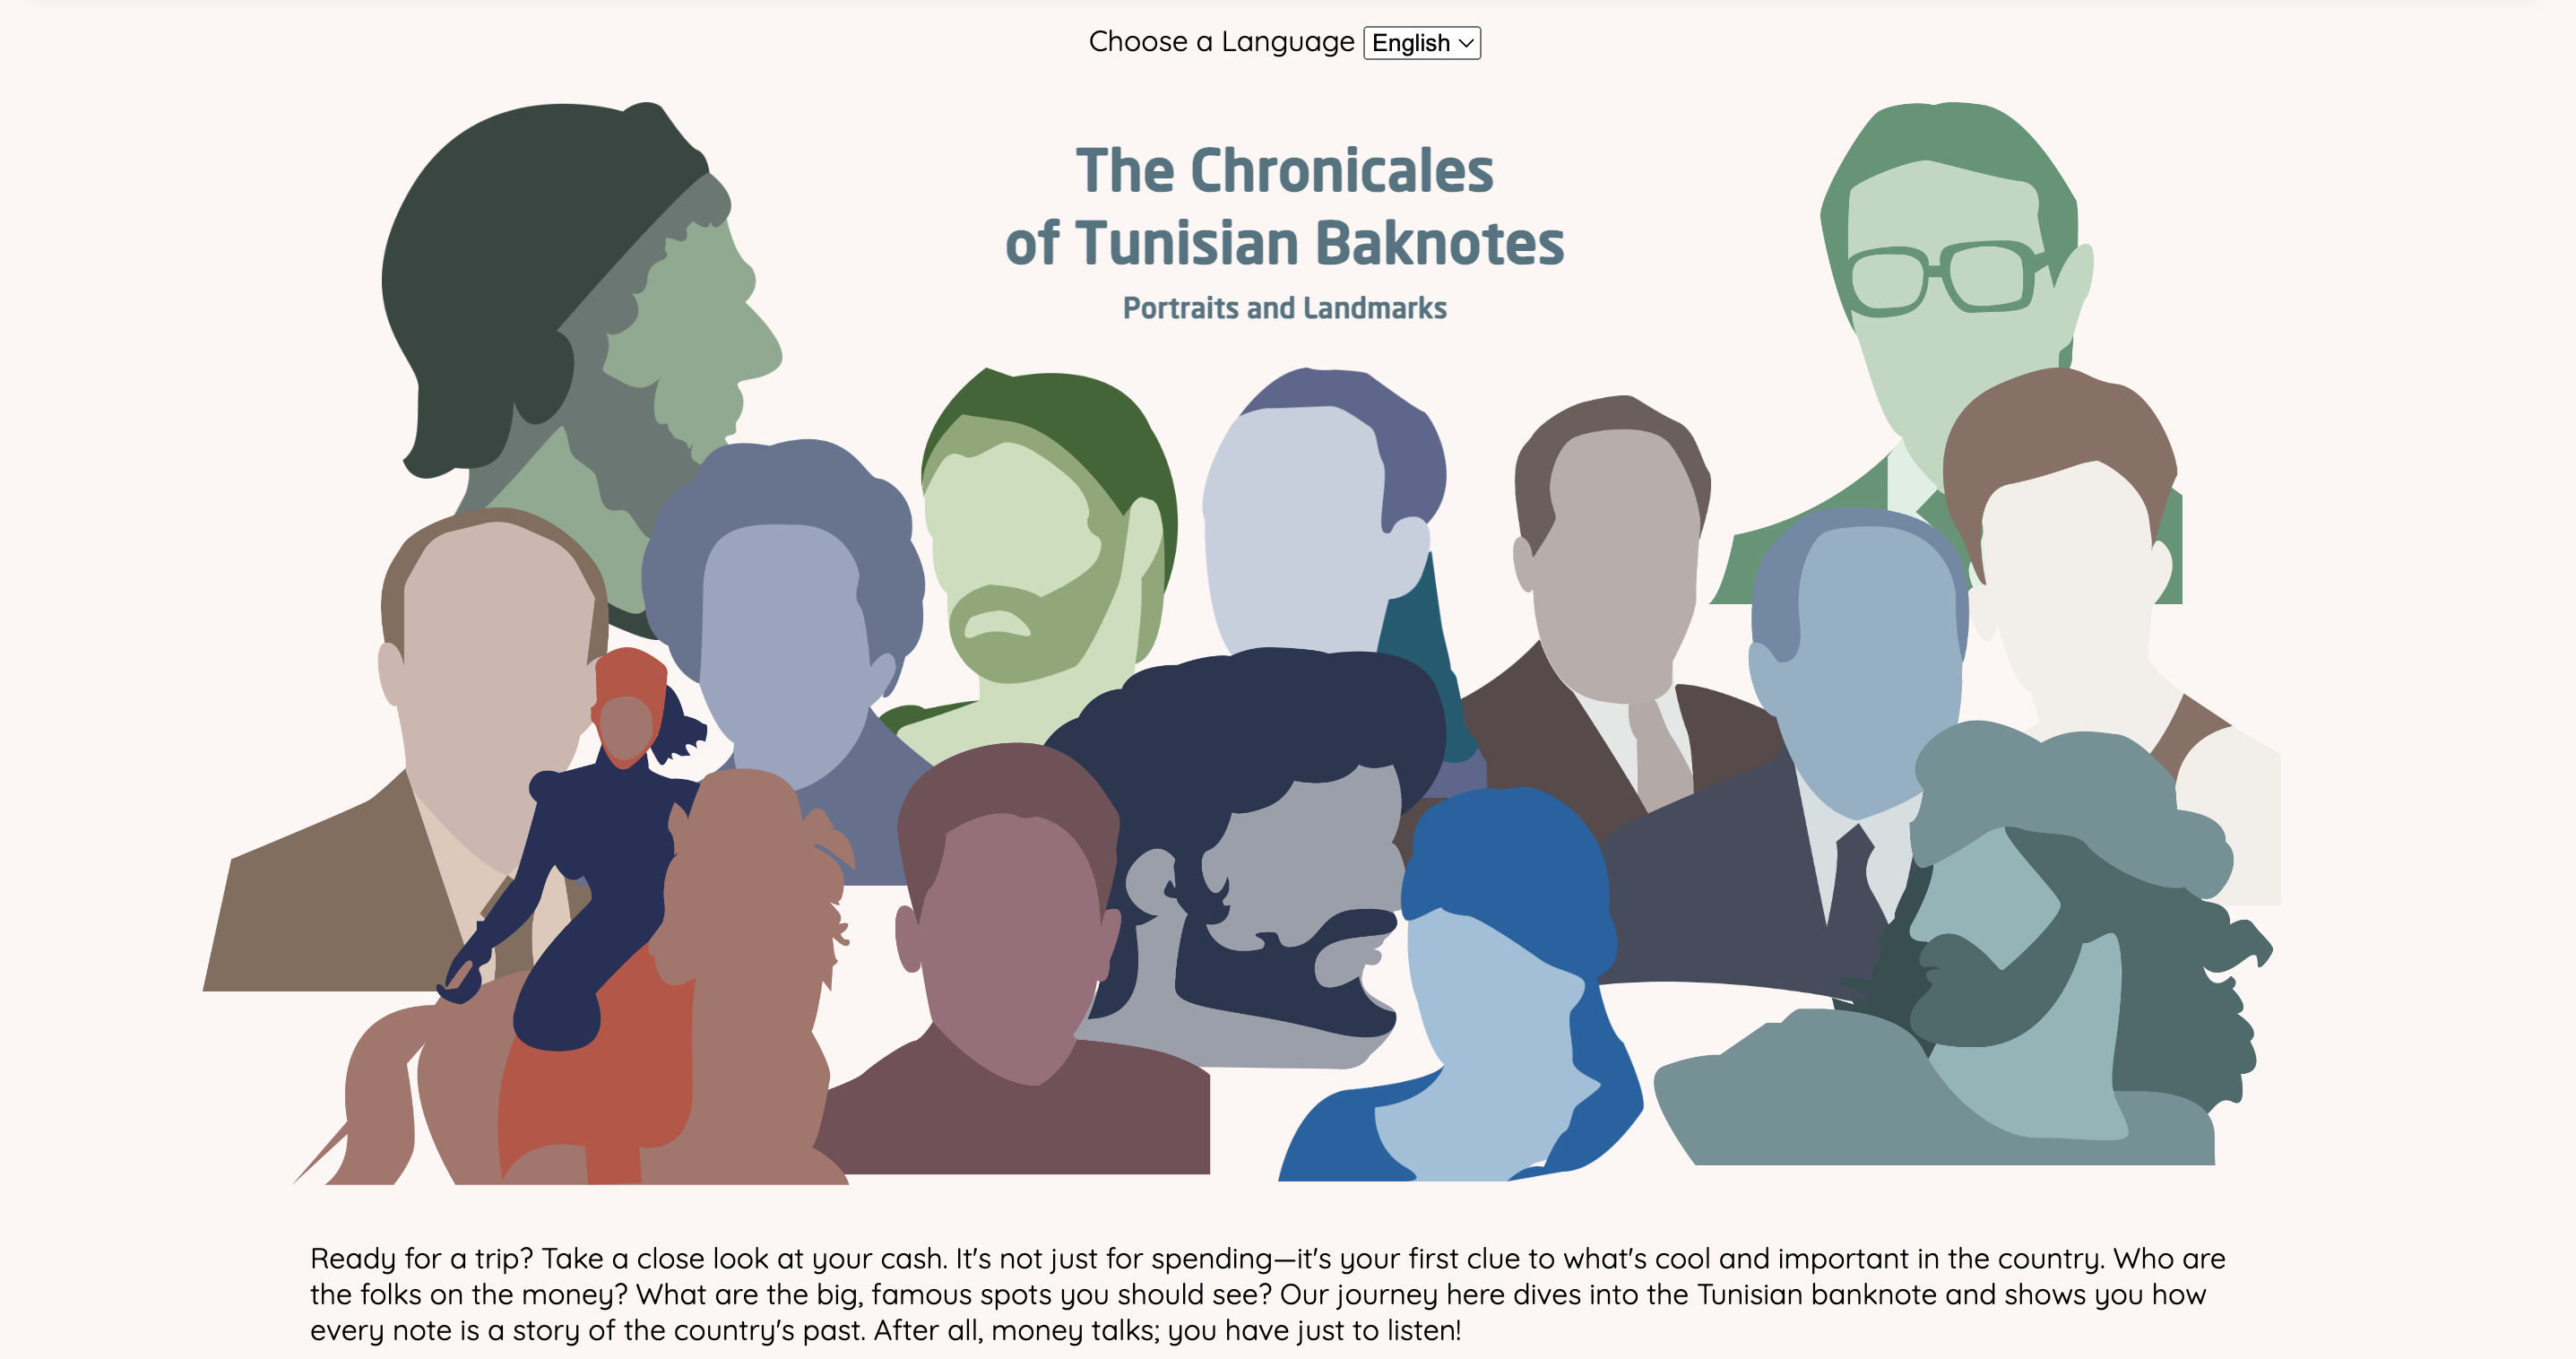 Choose a Language English
The Chronicales
of Tunisian Baknotes
Portraits and Landmarks
Ready for a trip? Take a close look at your cash. It's not just for spending—it's your first clue to what's cool and important in the country. Who are
the folks on the money? What are the big, famous spots you should see? Our journey here dives into the Tunisian banknote and shows you how
every note is a story of the country's past. After all, money talks; you have just to listen!